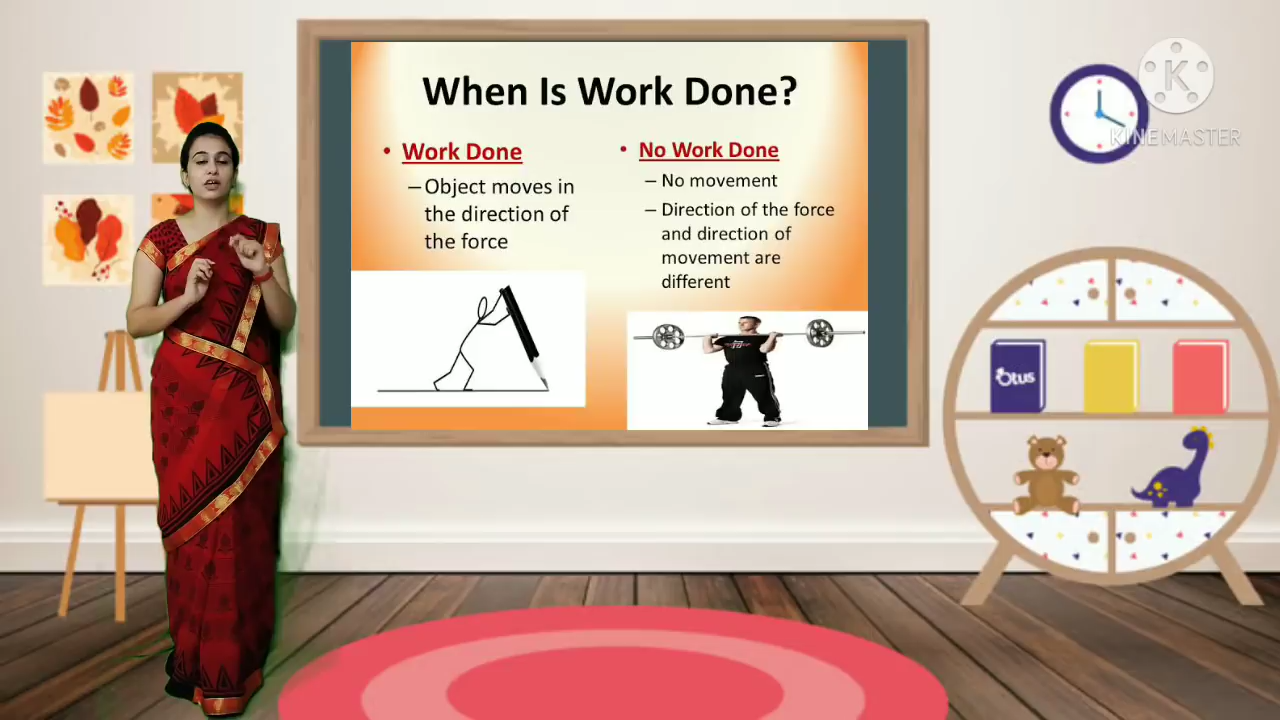 When Is Work Done?
• Work Done
– Object moves in
the direction of
the force
• No Work Done
– No movement
– Direction of the force
and direction of
movement are
different
K
KINEMASTER
Otus